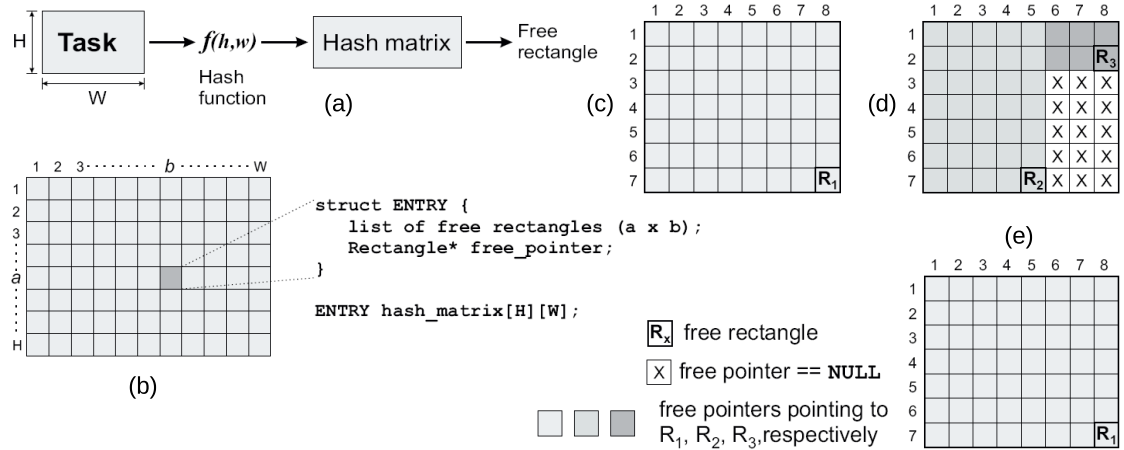 H
Task
W
f(h,w)
Hash
function
Hash matrix
Free
rectangle
(a)
1 2 3 · · · · · · · b · · · · · · · · W
1
2
3
a
H
(b)
struct ENTRY {
list of free rectangles (a x b);
Rectangle* free_pointer;
}
ENTRY hash_matrix[H][W];
(c)
1 2 3 4 5 6 7 8
1
2
3
4
5
6
7 R1
(d)
1 2 3 4 5 6 7 8
1
2 R3
3 X X X
4 X X X
5 X X X
6 X X X
7 R2 X X X
(e)
1 2 3 4 5 6 7 8
1
2
3
4
5
6
7 R1
Rx free rectangle
X free pointer == NULL
free pointers pointing to
R1, R2, R3,respectively